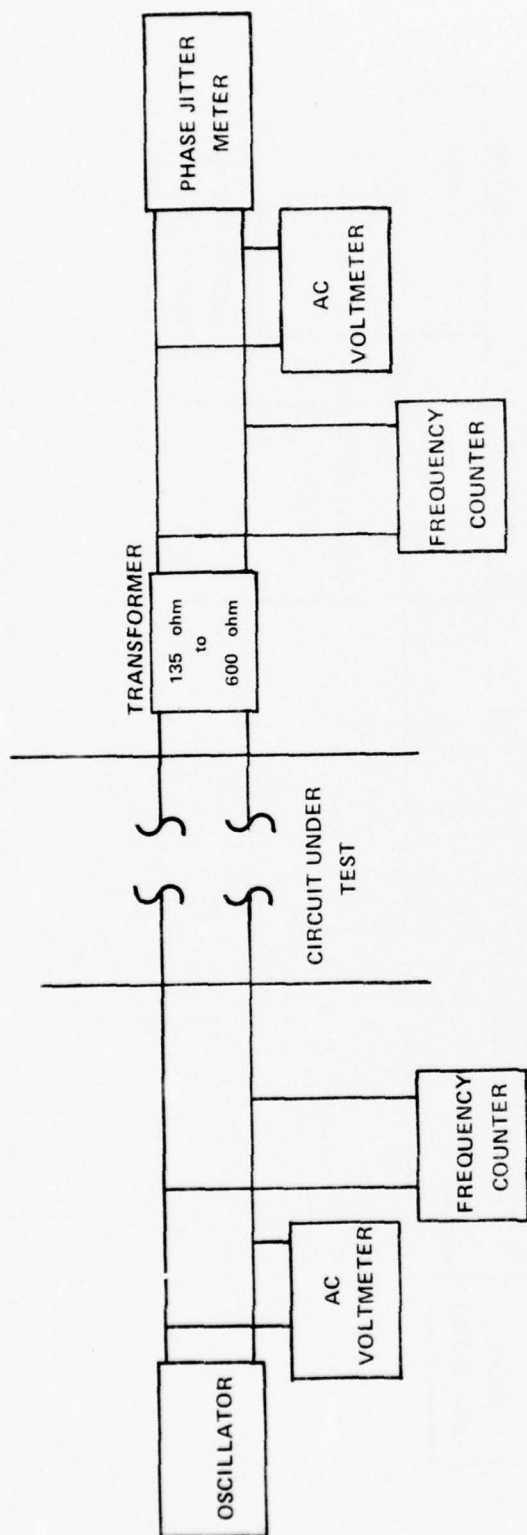 OSCILLATOR
AC
VOLTMETER
FREQUENCY
COUNTER
CIRCUIT UNDER
TEST
TRANSFORMER
135 ohm
to
600 ohm
FREQUENCY
COUNTER
AC
VOLTMETER
PHASE JITTER
METER